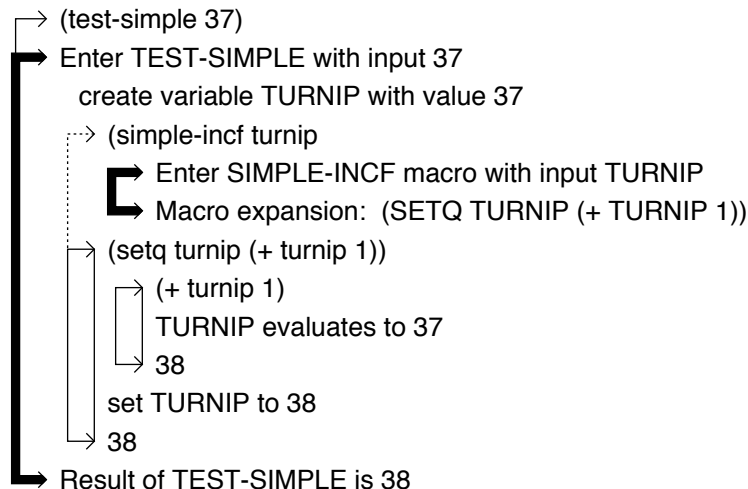 (test-simple 37)
Enter TEST-SIMPLE with input 37
create variable TURNIP with value 37
(simple-incf turnip
Enter SIMPLE-INCF macro with input TURNIP
Macro expansion: (SETQ TURNIP (+ TURNIP 1))
(setq turnip (+ turnip 1))
(+ turnip 1)
TURNIP evaluates to 37
38
set TURNIP to 38
38
Result of TEST-SIMPLE is 38